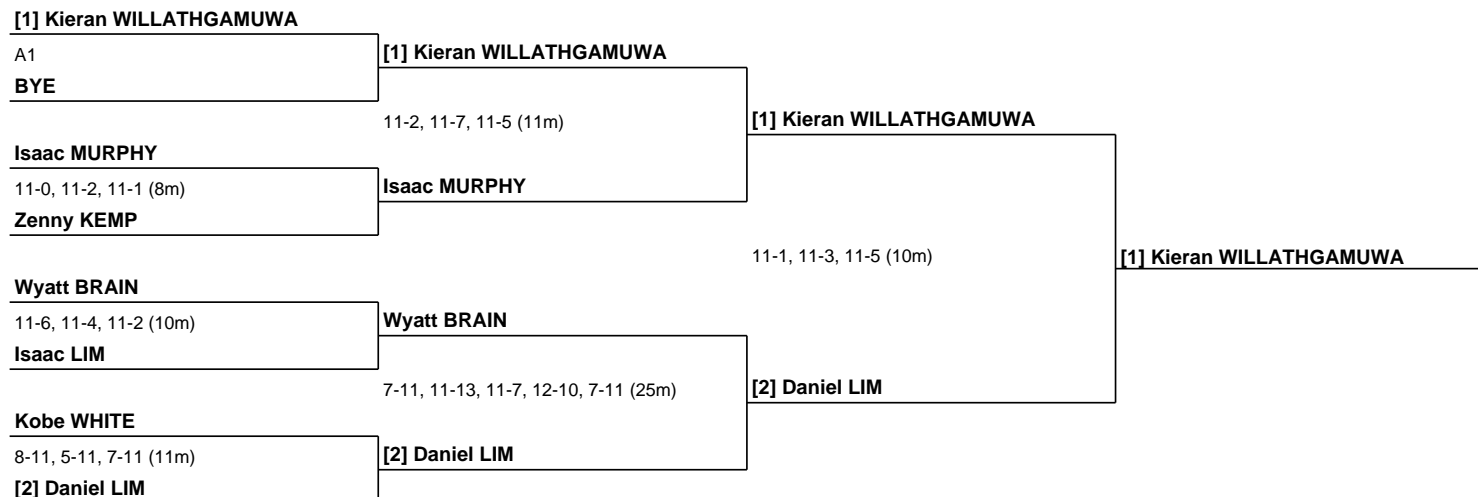 [1] Kieran WILLATHGAMUWA
A1
[1] Kieran WILLATHGAMUWA
BYE
11-2, 11-7, 11-5 (11m)
[1] Kieran WILLATHGAMUWA
Isaac MURPHY
11-0, 11-2, 11-1 (8m)
Isaac MURPHY
Zenny KEMP
11-1, 11-3, 11-5 (10m)
[1] Kieran WILLATHGAMUWA
Wyatt BRAIN
11-6, 11-4, 11-2 (10m)
Wyatt BRAIN
Isaac LIM
7-11, 11-13, 11-7, 12-10, 7-11 (25m)
[2] Daniel LIM
Kobe WHITE
8-11, 5-11, 7-11 (11m)
[2] Daniel LIM
[2] Daniel LIM